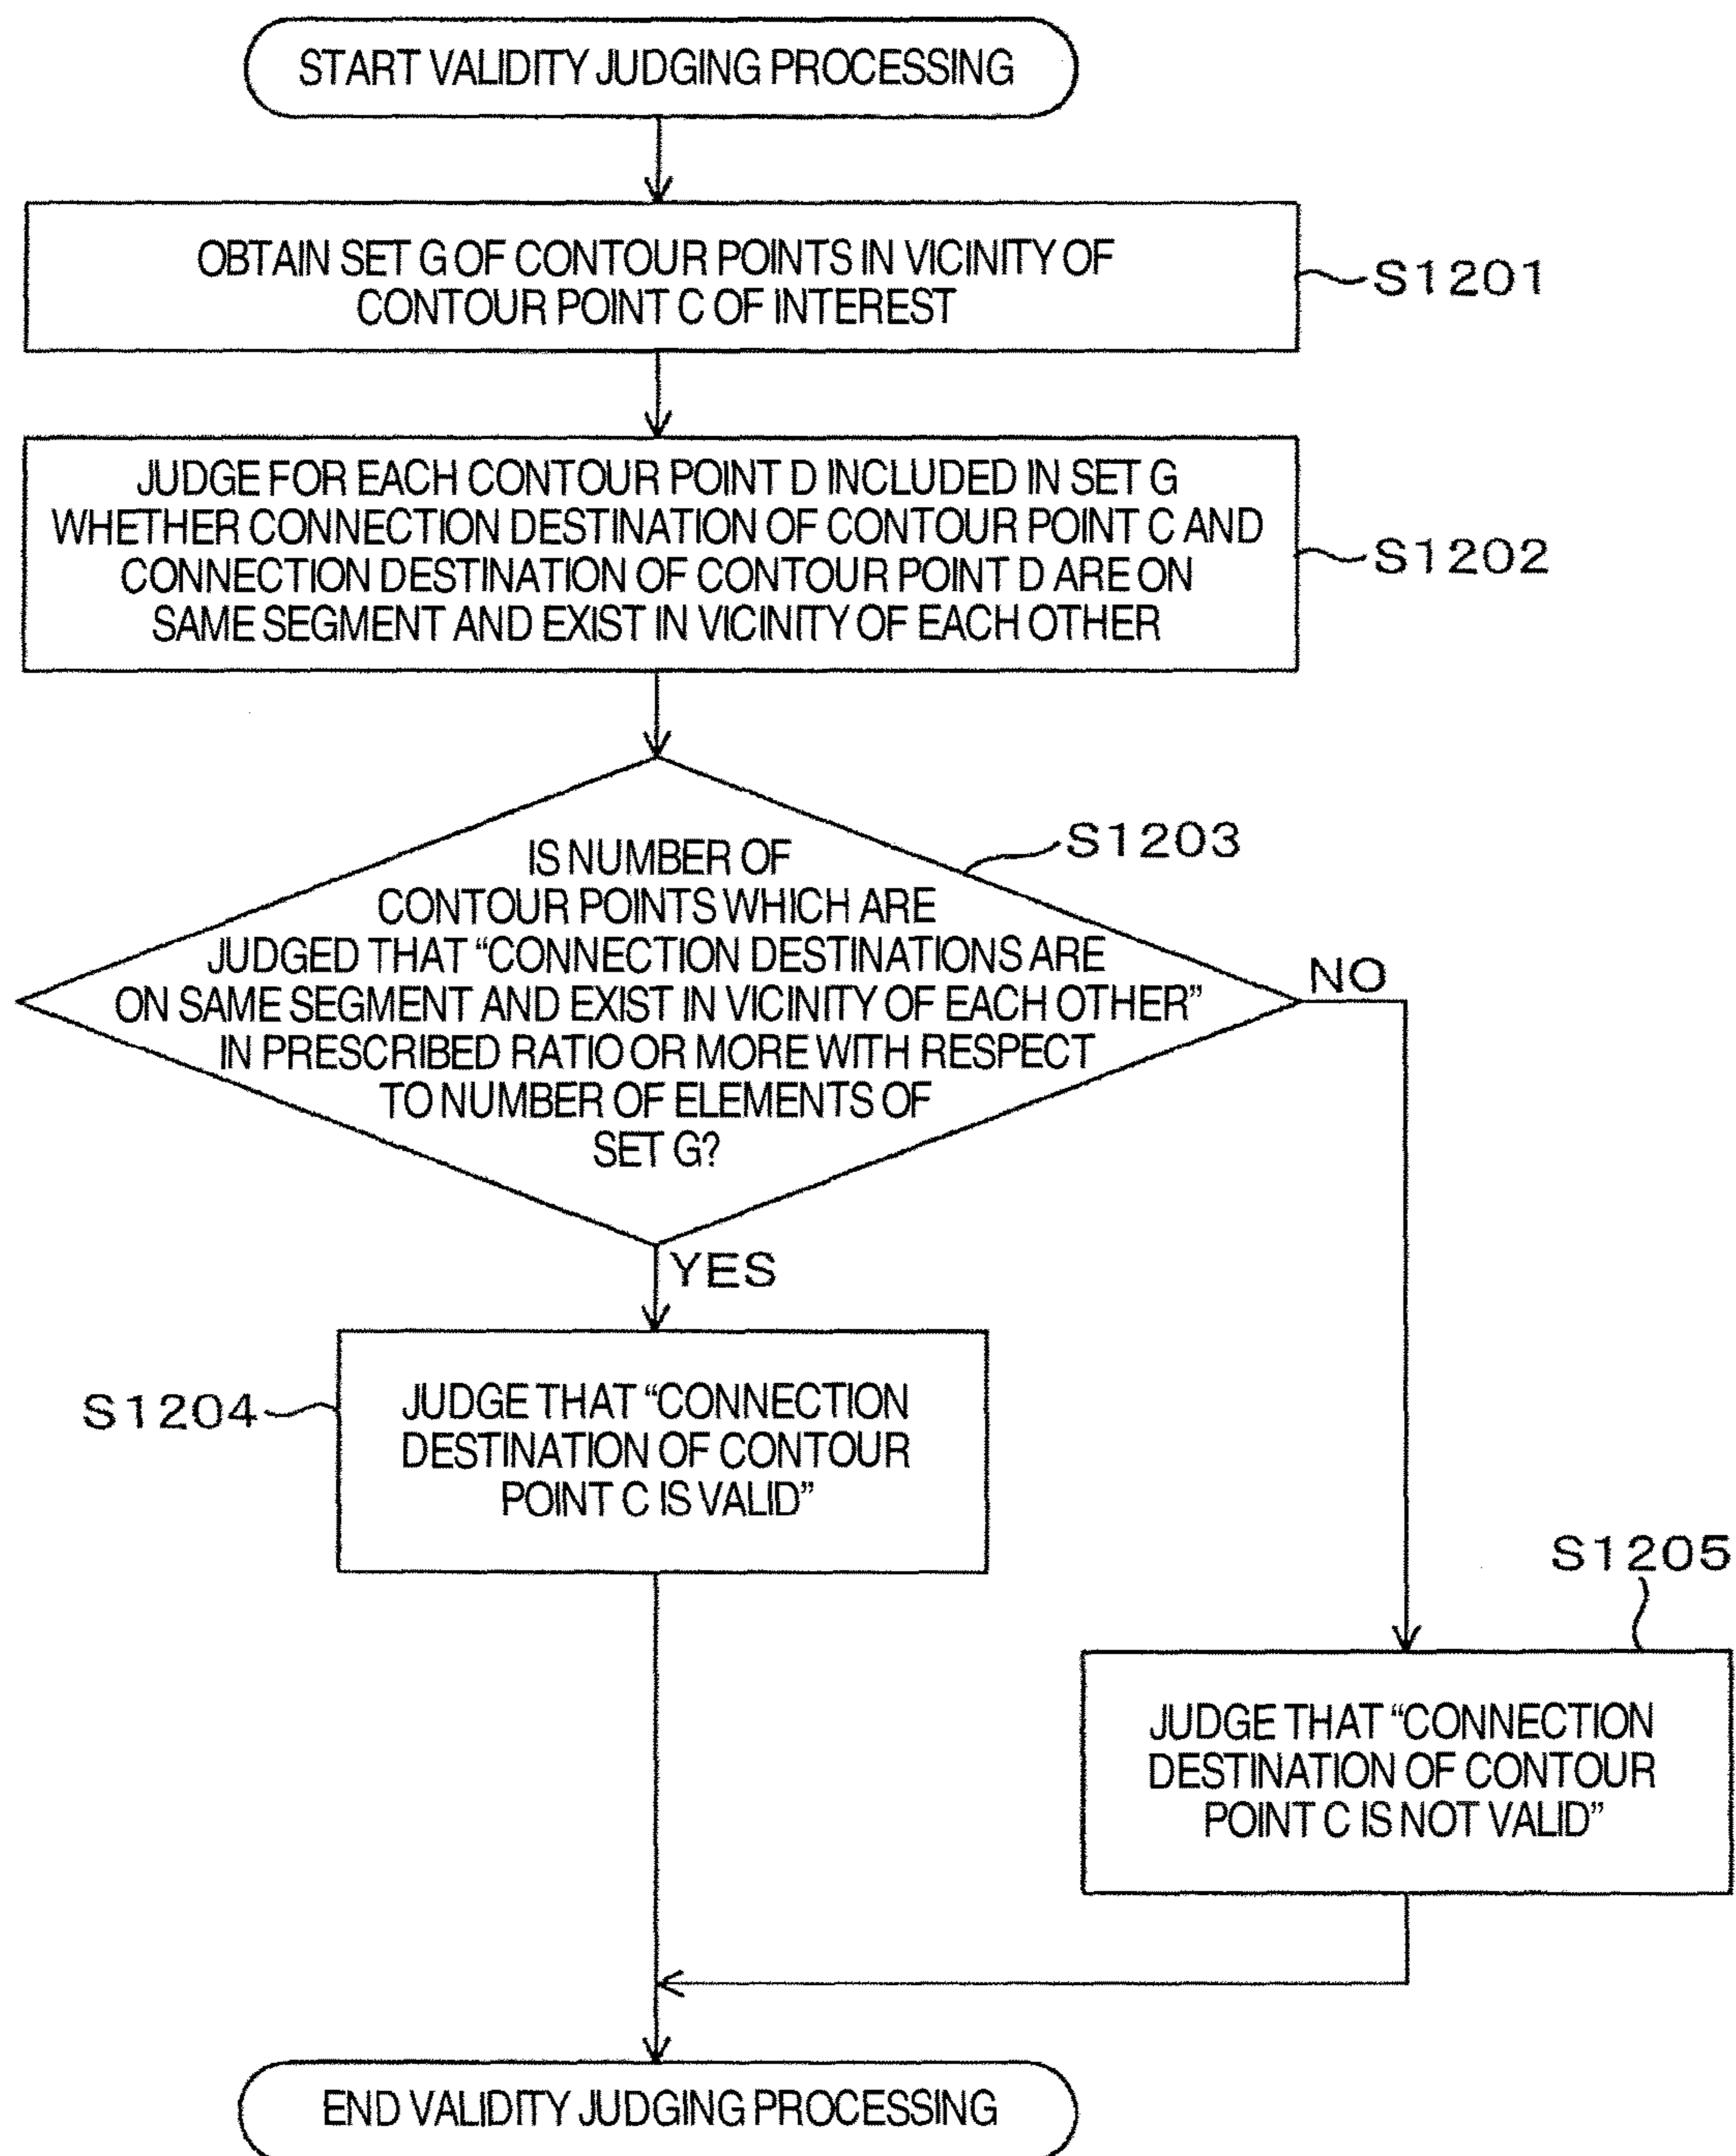 START VALIDITY JUDGING PROCESSING
OBTAIN SET G OF CONTOUR POINTS IN VICINITY OF
CONTOUR POINT C OF INTEREST
S1201
JUDGE FOR EACH CONTOUR POINT D INCLUDED IN SET G
WHETHER CONNECTION DESTINATION OF CONTOUR POINT C AND
CONNECTION DESTINATION OF CONTOUR POINT D ARE ON
SAME SEGMENT AND EXIST IN VICINITY OF EACH OTHER
S1202
S1203
IS NUMBER OF
CONTOUR POINTS WHICH ARE
JUDGED THAT “CONNECTION DESTINATIONS ARE
ON SAME SEGMENT AND EXIST IN VICINITY OF EACH OTHER”
IN PRESCRIBED RATIO OR MORE WITH RESPECT
TO NUMBER OF ELEMENTS OF
SET G?
NO
YES
S1204
JUDGE THAT “CONNECTION
DESTINATION OF CONTOUR
POINT C IS VALID”
S1205
JUDGE THAT “CONNECTION
DESTINATION OF CONTOUR
POINT C IS NOT VALID”
END VALIDITY JUDGING PROCESSING